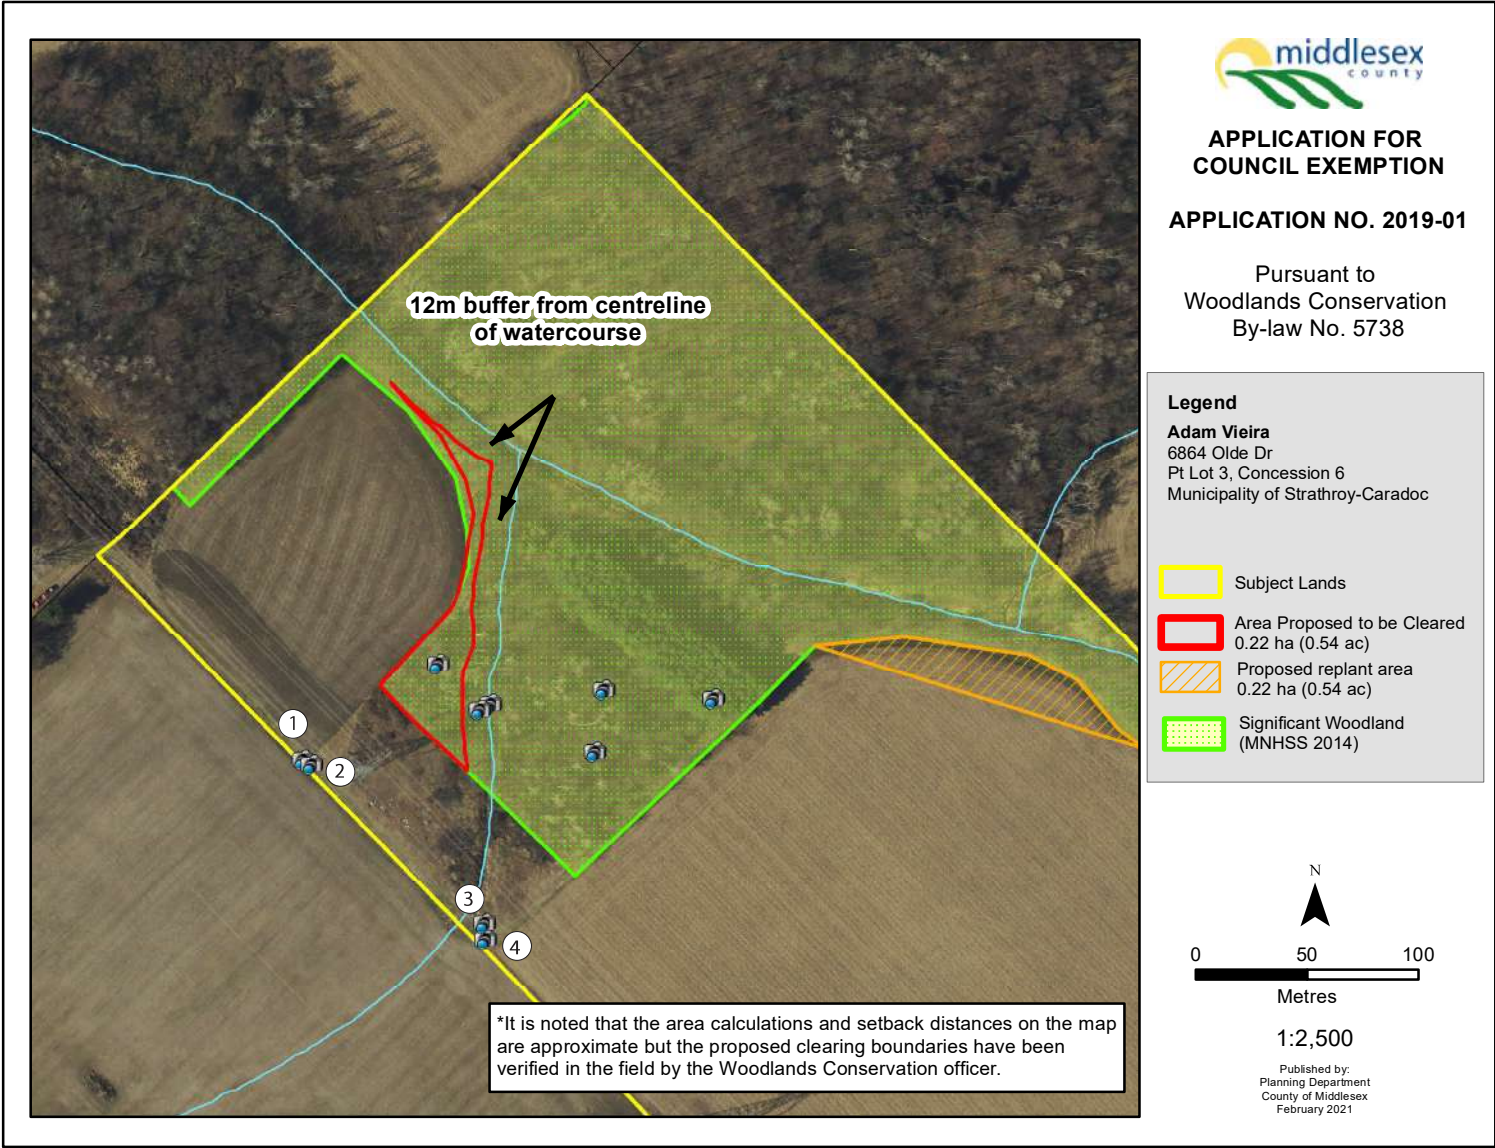 middlesex
county
APPLICATION FOR
COUNCIL EXEMPTION
APPLICATION NO. 2019-01
Pursuant to
Woodlands Conservation
By-law No. 5738
12m buffer from centreline
of watercourse
Legend
Adam Vieira
6864 Olde Dr
Pt Lot 3, Concession 6
Municipality of Strathroy-Caradoc
Subject Lands
Area Proposed to be Cleared
0.22 ha (0.54 ac)
Proposed replant area
0.22 ha (0.54 ac)
Significant Woodland
(MNHSS 2014)
1
2
3
4
N
0 50 100
Metres
1:2,500
Published by:
Planning Department
County of Middlesex
February 2021
*It is noted that the area calculations and setback distances on the map
are approximate but the proposed clearing boundaries have been
verified in the field by the Woodlands Conservation officer.